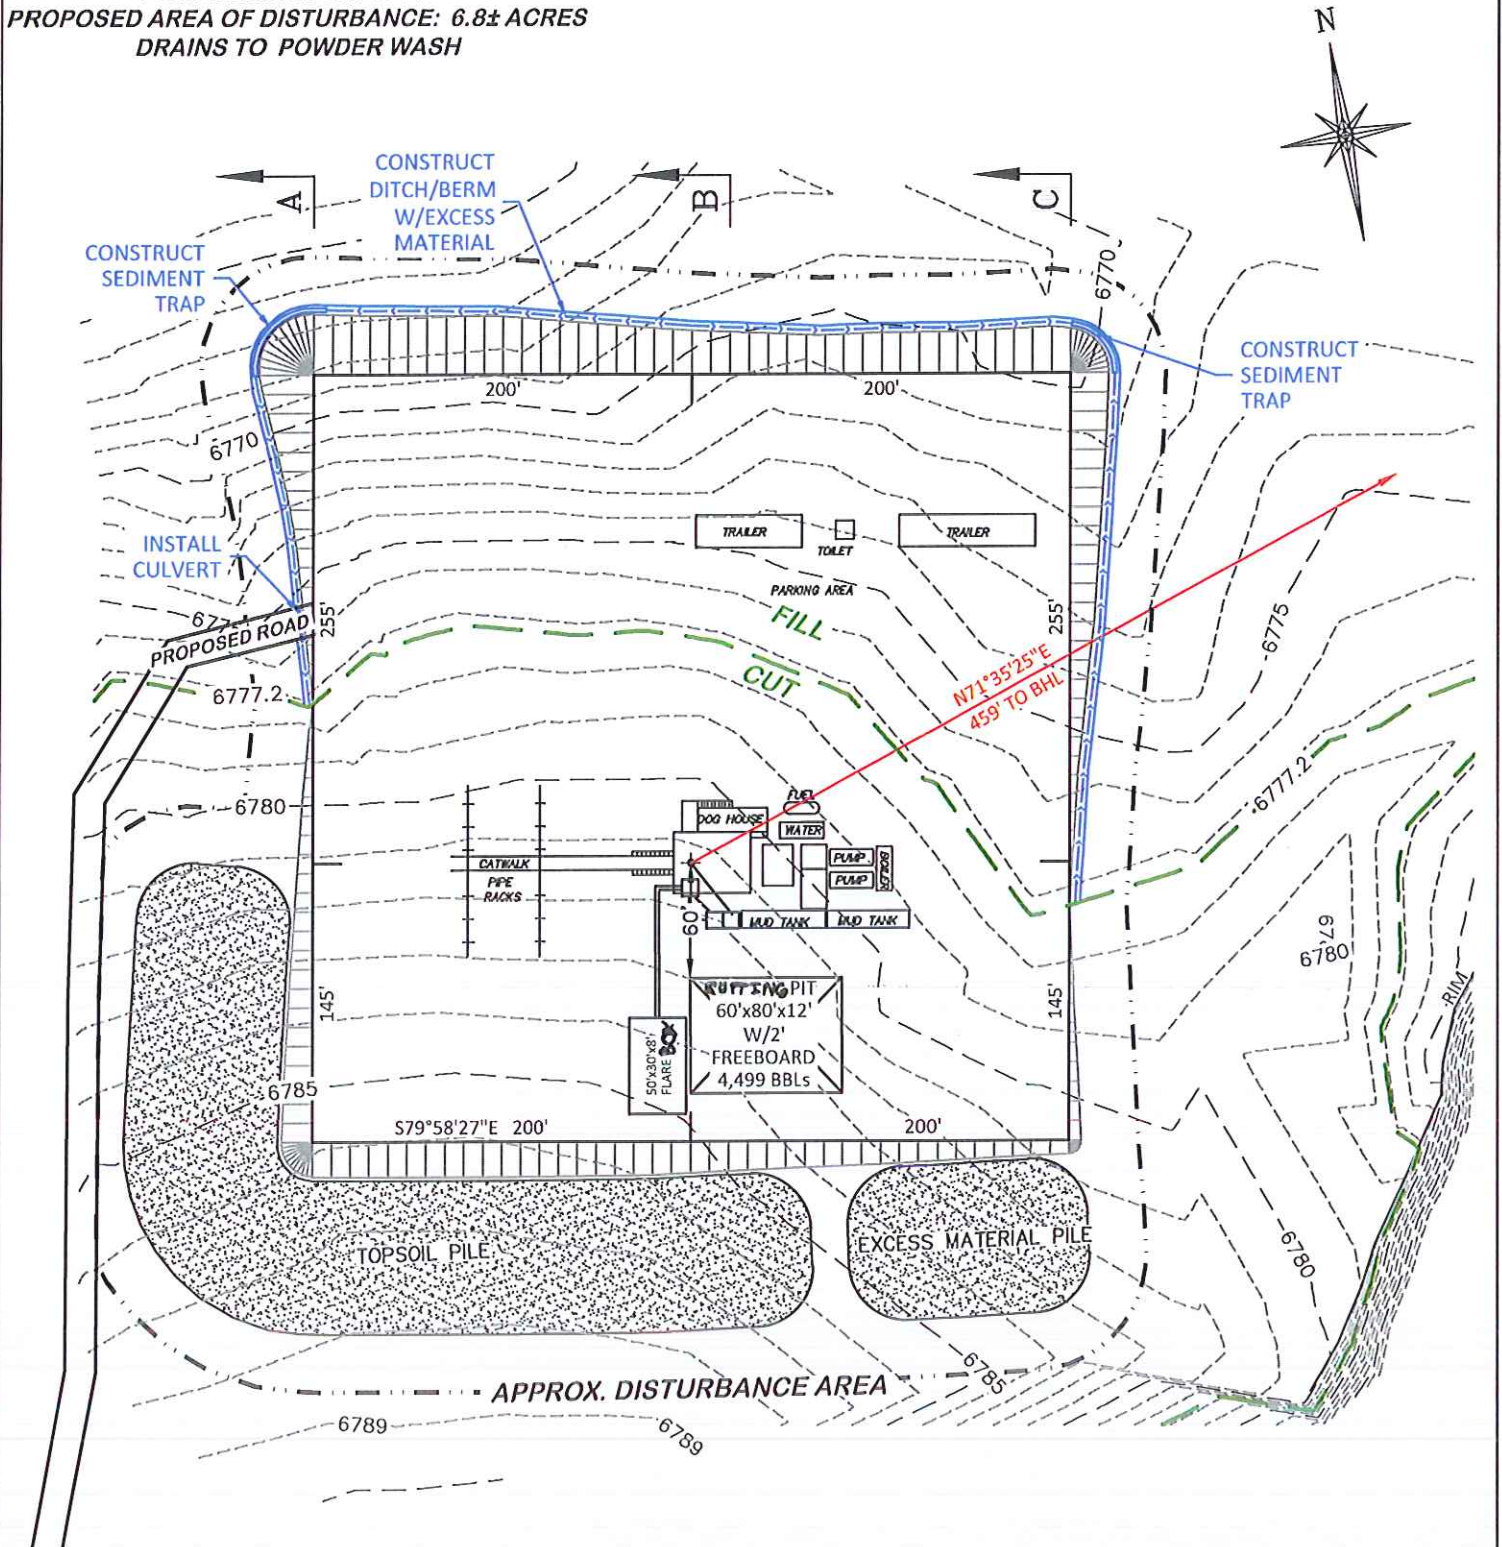 PROPOSED AREA OF DISTURBANCE: 6.8± ACRES
DRAINS TO POWDER WASH
N
A
B
C
CONSTRUCT
DITCH/BERM
W/EXCESS
MATERIAL
CONSTRUCT
SEDIMENT
TRAP
6770
CONSTRUCT
SEDIMENT
TRAP
200'
200'
6770
TRAILER
TOILET
TRAILER
INSTALL
CULVERT
PARKING AREA
FILL
CUT
255'
255'
PROPOSED ROAD
6775
N71°35'25"E
459' TO BHL
6777.2
6777.2
6780
FUEL
DOG HOUSE
WATER
CATWALK
PIPE
RACKS
PUMP
PUMP
BOILER
MUD TANK
MUD TANK
60'
6780
RIM
145'
145'
PIT
60'x80'x12'
W/2'
FREEBOARD
4,499 BBLs
50'x30'x8'
FLARE BOX
6785
S79°58'27"E 200'
200'
TOPSOIL PILE
EXCESS MATERIAL PILE
6780
6785
APPROX. DISTURBANCE AREA
6789
6789